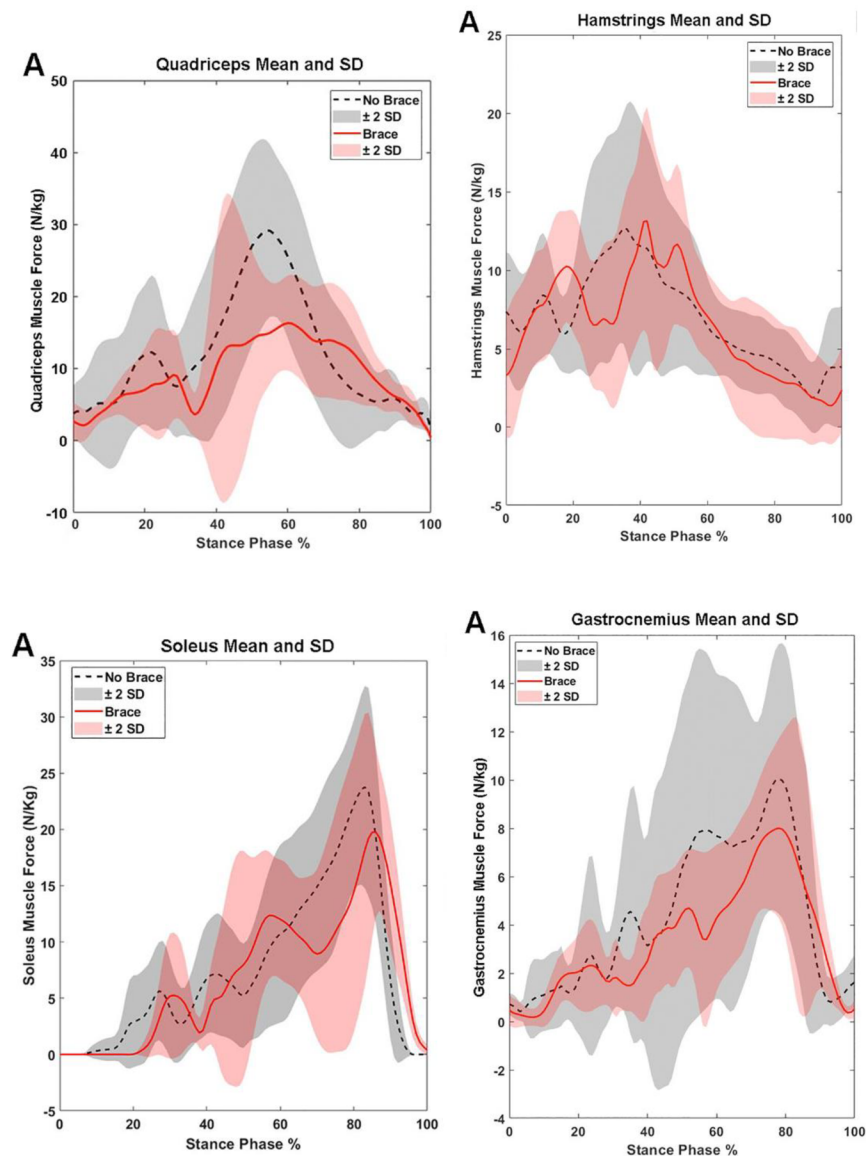 A
Quadriceps Mean and SD
50
40
30
20
10
0
-10
Quadriceps Muscle Force (N/kg)
No Brace
± 2 SD
Brace
± 2 SD
0 20 40 60 80 100
Stance Phase %
A
Hamstrings Mean and SD
25
20
15
10
5
0
-5
Hamstrings Muscle Force (N/kg)
No Brace
± 2 SD
Brace
± 2 SD
0 20 40 60 80 100
Stance Phase %
A
Soleus Mean and SD
35
30
25
20
15
10
5
0
-5
Soleus Muscle Force (N/Kg)
No Brace
± 2 SD
Brace
± 2 SD
0 20 40 60 80 100
Stance Phase %
A
Gastrocnemius Mean and SD
16
14
12
10
8
6
4
2
0
-2
-4
Gastrocnemius Muscle Force (N/kg)
No Brace
± 2 SD
Brace
± 2 SD
0 20 40 60 80 100
Stance Phase %